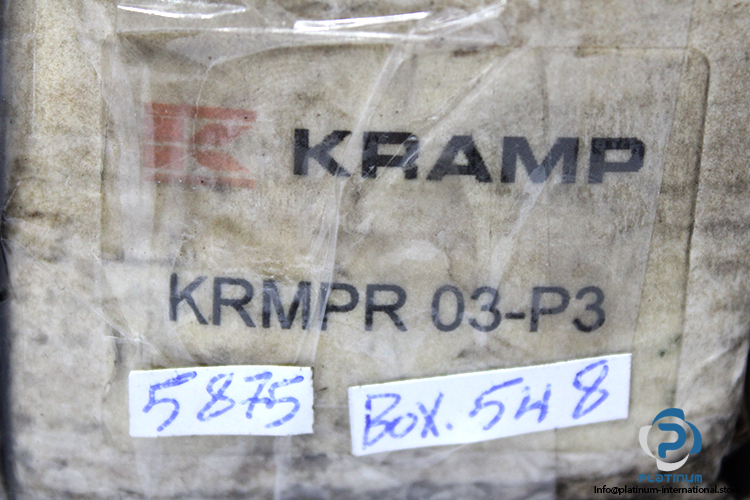 KRAMP
KRMPR 03-P3
5875
Box. 548
PLATINUM
Info@platinum-international.store